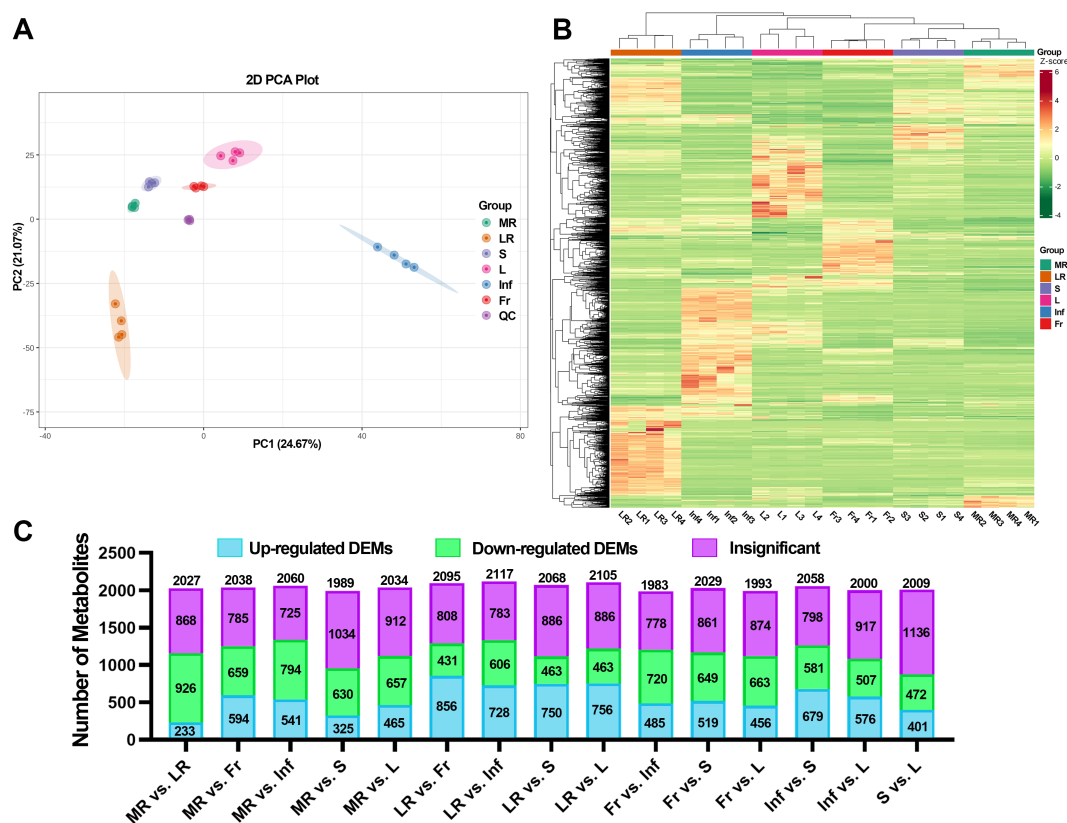 A
2D PCA Plot
25
0
-25
-50
-75
-40
0
40
80
PC2 (21.07%)
PC1 (24.67%)
Group
MR
LR
S
L
Inf
Fr
QC
B
Group
Z-score
6
4
2
0
-2
-4
Group
MR
LR
S
L
Inf
Fr
LR2 LR1 LR3 LR4 Inf4 Inf1 Inf2 Inf3 L2 L1 L3 L4 Fr3 Fr4 Fr1 Fr2 S3 S2 S1 S4 MR2 MR3 MR4 MR1
C
Up-regulated DEMs Down-regulated DEMs Insignificant
Number of Metabolites
2500
2000
1500
1000
500
0
2027 2038 2060 1989 2034 2095 2117 2068 2105 1983 2029 1993 2058 2000 2009
868 785 725 1034 912 808 783 886 886 778 861 874 798 917 1136
926 659 794 630 657 431 606 463 463 720 649 663 581 507 472
233 594 541 325 465 856 728 750 756 485 519 456 679 576 401
MR vs. LR MR vs. Fr MR vs. Inf MR vs. S MR vs. L LR vs. Fr LR vs. Inf LR vs. S LR vs. L Fr vs. Inf Fr vs. S Fr vs. L Inf vs. S Inf vs. L S vs. L